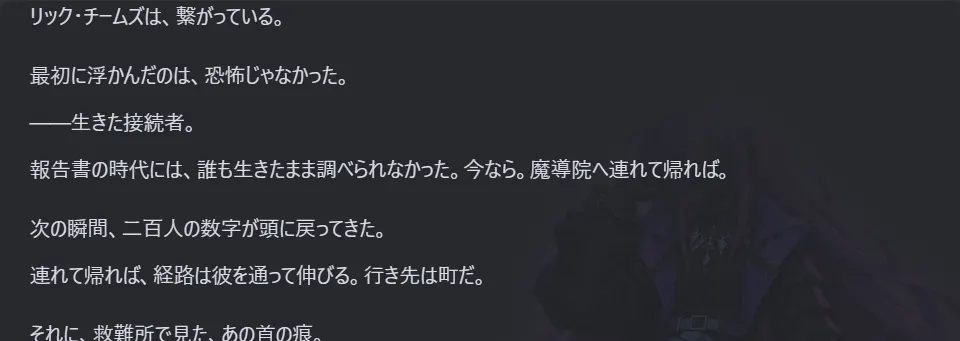 リック・チームズは、繋がっている。
最初に浮かんだのは、恐怖じゃなかった。
――生きた接続者。
報告書の時代には、誰も生きたまま調べられなかった。今なら。魔導院へ連れて帰れば。
次の瞬間、二百人の数字が頭に戻ってきた。
連れて帰れば、経路は彼を通って伸びる。行き先は町だ。
それに、救難所で見た、あの首の痕。